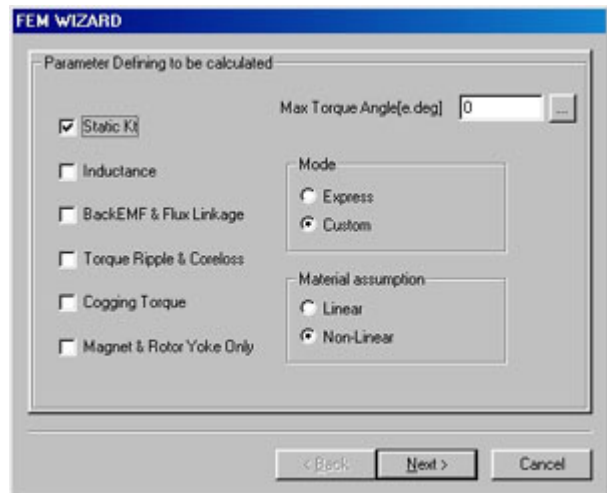 FEM WIZARD
Parameter Defining to be calculated
Max Torque Angle[e.deg] 0 ...
Static Kt
Inductance
BackEMF & Flux Linkage
Torque Ripple & Coreloss
Cogging Torque
Magnet & Rotor Yoke Only
Mode
Express
Custom
Material assumption
Linear
Non-Linear
< Back Next > Cancel